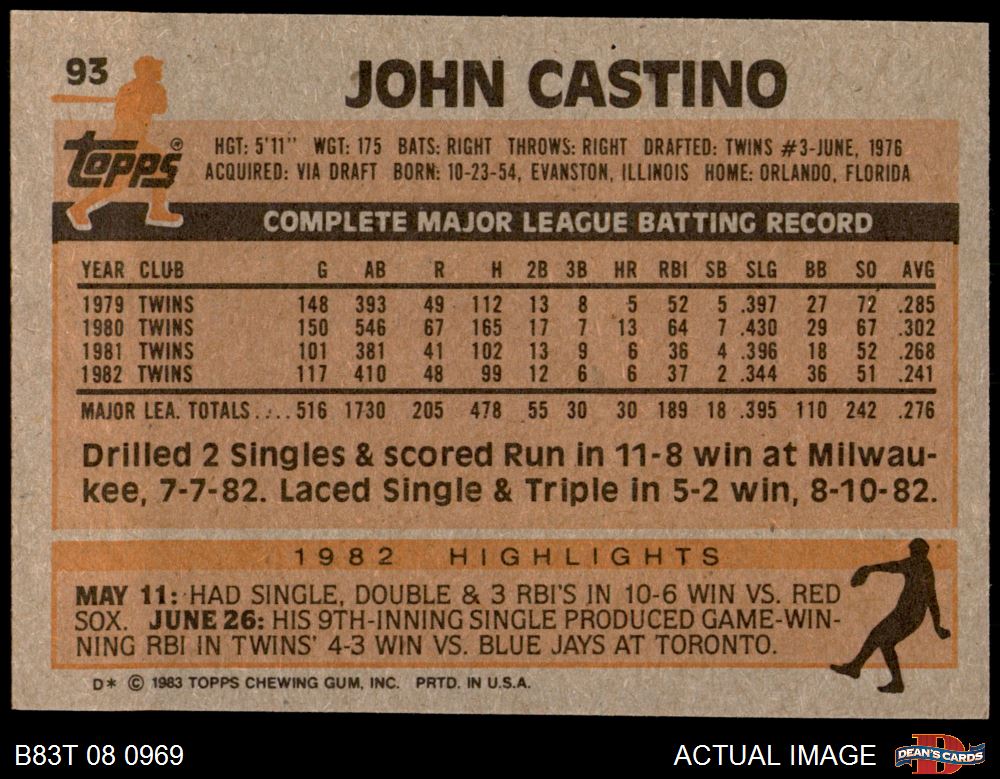 93
JOHN CASTINO
Topps®
HGT: 5'11" WGT: 175 BATS: RIGHT THROWS: RIGHT DRAFTED: TWINS #3-JUNE, 1976
ACQUIRED: VIA DRAFT BORN: 10-23-54, EVANSTON, ILLINOIS HOME: ORLANDO, FLORIDA
COMPLETE MAJOR LEAGUE BATTING RECORD
YEAR CLUB G AB R H 2B 3B HR RBI SB SLG BB SO AVG
1979 TWINS 148 393 49 112 13 8 5 52 5 .397 27 72 .285
1980 TWINS 150 546 67 165 17 7 13 64 7 .430 29 67 .302
1981 TWINS 101 381 41 102 13 9 6 36 4 .396 18 52 .268
1982 TWINS 117 410 48 99 12 6 6 37 2 .344 36 51 .241
MAJOR LEA. TOTALS.... 516 1730 205 478 55 30 30 189 18 .395 110 242 .276
Drilled 2 Singles & scored Run in 11-8 win at Milwau-
kee, 7-7-82. Laced Single & Triple in 5-2 win, 8-10-82.
1982 HIGHLIGHTS
MAY 11: HAD SINGLE, DOUBLE & 3 RBI'S IN 10-6 WIN VS. RED
SOX. JUNE 26: HIS 9TH-INNING SINGLE PRODUCED GAME-WIN-
NING RBI IN TWINS' 4-3 WIN VS. BLUE JAYS AT TORONTO.
D* © 1983 TOPPS CHEWING GUM, INC. PRTD. IN U.S.A.
B83T 08 0969 ACTUAL IMAGE D DEAN'S CARDS